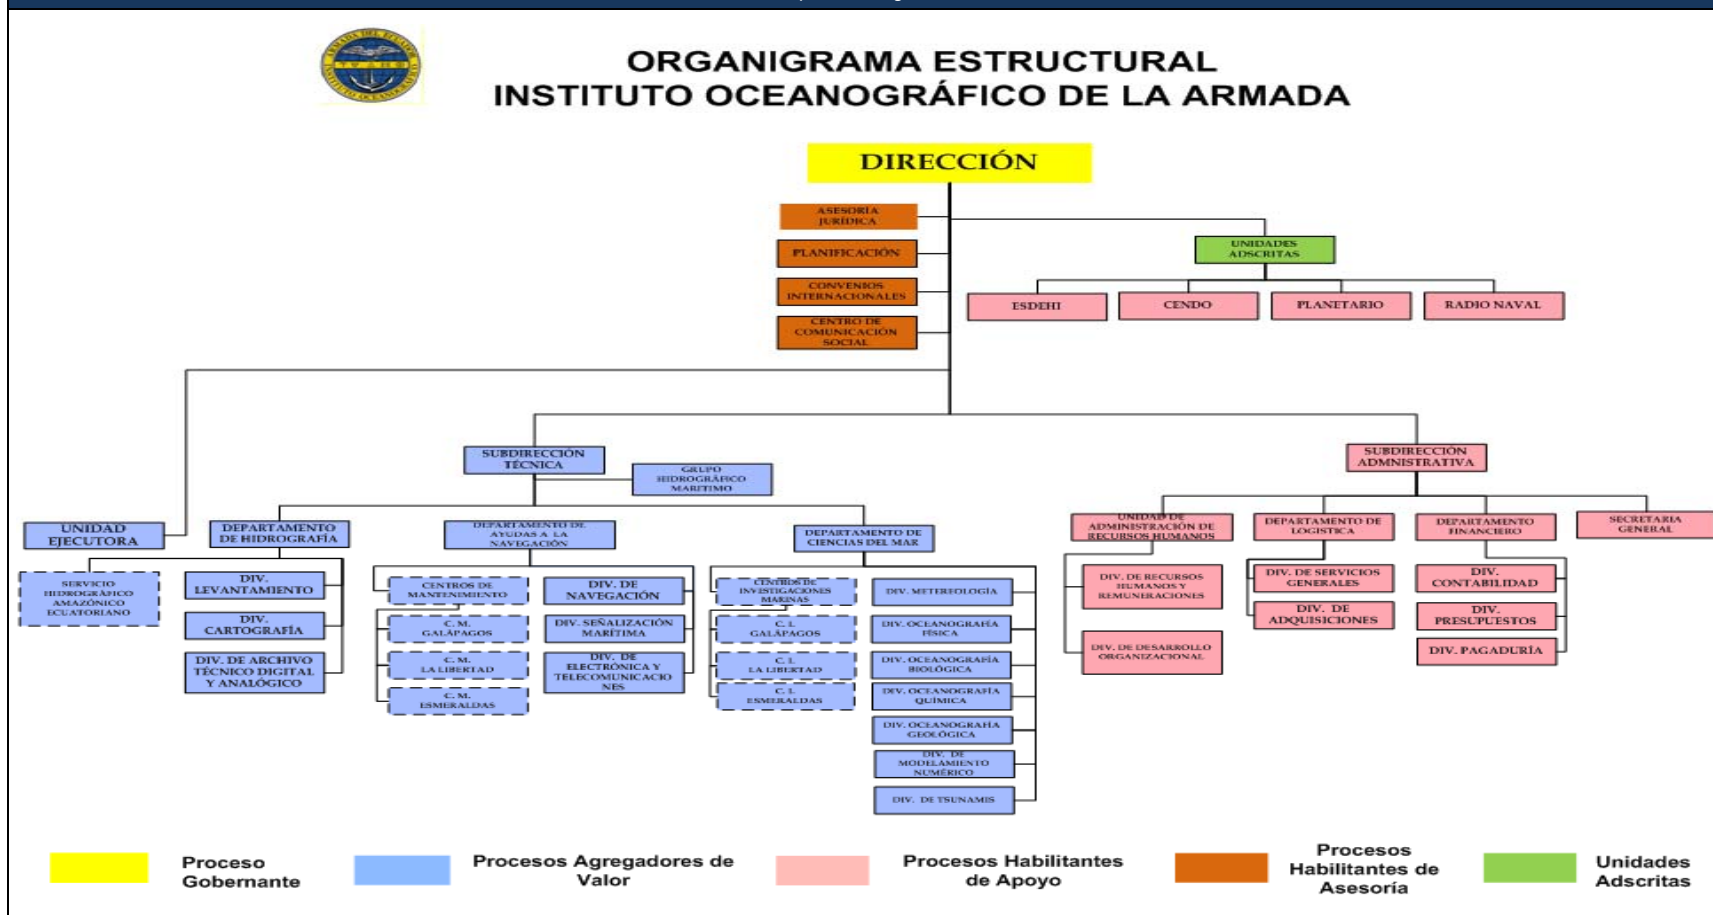 ORGANIGRAMA ESTRUCTURAL
INSTITUTO OCEANOGRÁFICO DE LA ARMADA
DIRECCIÓN
ASESORÍA
JURÍDICA
PLANIFICACIÓN
CONVENIOS
INTERNACIONALES
CENTRO DE
COMUNICACIÓN
SOCIAL
UNIDADES
ADSCRITAS
ESDEHI
CENDO
PLANETARIO
RADIO NAVAL
SUBDIRECCIÓN
TÉCNICA
GRUPO
HIDROGRÁFICO
MARITIMO
SUBDIRECCIÓN
ADMNISTRATIVA
UNIDAD
EJECUTORA
DEPARTAMENTO
DE HIDROGRAFÍA
DEPARTAMENTO DE
AYUDAS A LA
NAVEGACIÓN
DEPARTAMENTO DE
CIENCIAS DEL MAR
UNIDAD DE
ADMINISTRACIÓN DE
RECURSOS HUMANOS
DEPARTAMENTO DE
LOGISTICA
DEPARTAMENTO
FINANCIERO
SECRETARIA
GENERAL
SERVICIO
HIDROGRÁFICO
AMAZÓNICO
ECUATORIANO
DIV.
LEVANTAMIENTO
DIV.
CARTOGRAFÍA
DIV. DE ARCHIVO
TÉCNICO DIGITAL
Y ANALÓGICO
CENTROS DE
MANTENIMIENTO
C. M.
GALÁPAGOS
C. M.
LA LIBERTAD
C. M.
ESMERALDAS
DIV. DE
NAVEGACIÓN
DIV. SEÑALIZACIÓN
MARÍTIMA
DIV. DE
ELECTRÓNICA Y
TELECOMUNICACIO
NES
CENTROS DE
INVESTIGACIONES
MARINAS
C. I.
GALÁPAGOS
C. I.
LA LIBERTAD
C. I.
ESMERALDAS
DIV. METEREOLOGÍA
DIV. OCEANOGRAFÍA
FÍSICA
DIV. OCEANOGRAFÍA
BIOLÓGICA
DIV. OCEANOGRAFÍA
QUÍMICA
DIV. OCEANOGRAFÍA
GEOLÓGICA
DIV. DE
MODELAMIENTO
NUMÉRICO
DIV. DE TSUNAMIS
DIV. DE RECURSOS
HUMANOS Y
REMUNERACIONES
DIV. DE DESARROLLO
ORGANIZACIONAL
DIV. DE SERVICIOS
GENERALES
DIV. DE
ADQUISICIONES
DIV.
CONTABILIDAD
DIV.
PRESUPUESTOS
DIV. PAGADURÍA
Proceso
Gobernante
Procesos Agregadores de
Valor
Procesos Habilitantes
de Apoyo
Procesos
Habilitantes de
Asesoría
Unidades
Adscritas